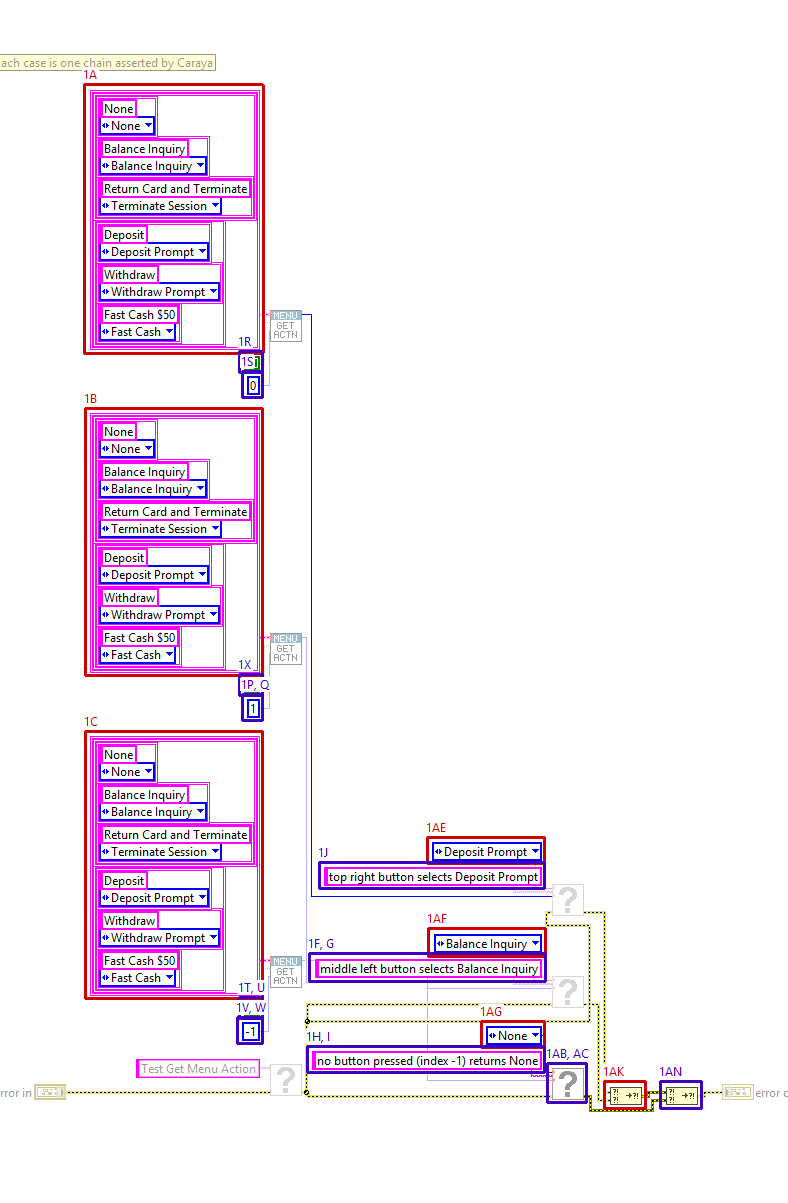 Each case is one chain asserted by Caraya
1A
None
None
Balance Inquiry
Balance Inquiry
Return Card and Terminate
Terminate Session
Deposit
Deposit Prompt
Withdraw
Withdraw Prompt
Fast Cash $50
Fast Cash
MENU
GET
ACTN
1R
1S
0
1B
None
None
Balance Inquiry
Balance Inquiry
Return Card and Terminate
Terminate Session
Deposit
Deposit Prompt
Withdraw
Withdraw Prompt
Fast Cash $50
Fast Cash
MENU
GET
ACTN
1X
1P, Q
1
1C
None
None
Balance Inquiry
Balance Inquiry
Return Card and Terminate
Terminate Session
Deposit
Deposit Prompt
Withdraw
Withdraw Prompt
Fast Cash $50
Fast Cash
MENU
GET
ACTN
1T, U
1V, W
-1
1AE
Deposit Prompt
1J
top right button selects Deposit Prompt
?
1AF
Balance Inquiry
1F, G
middle left button selects Balance Inquiry
?
1AG
None
1H, I
no button pressed (index -1) returns None
1AB, AC
?
Test Get Menu Action
?
1AK
?!
?!
?!
1AN
?!
?!
?!
rror in
error o